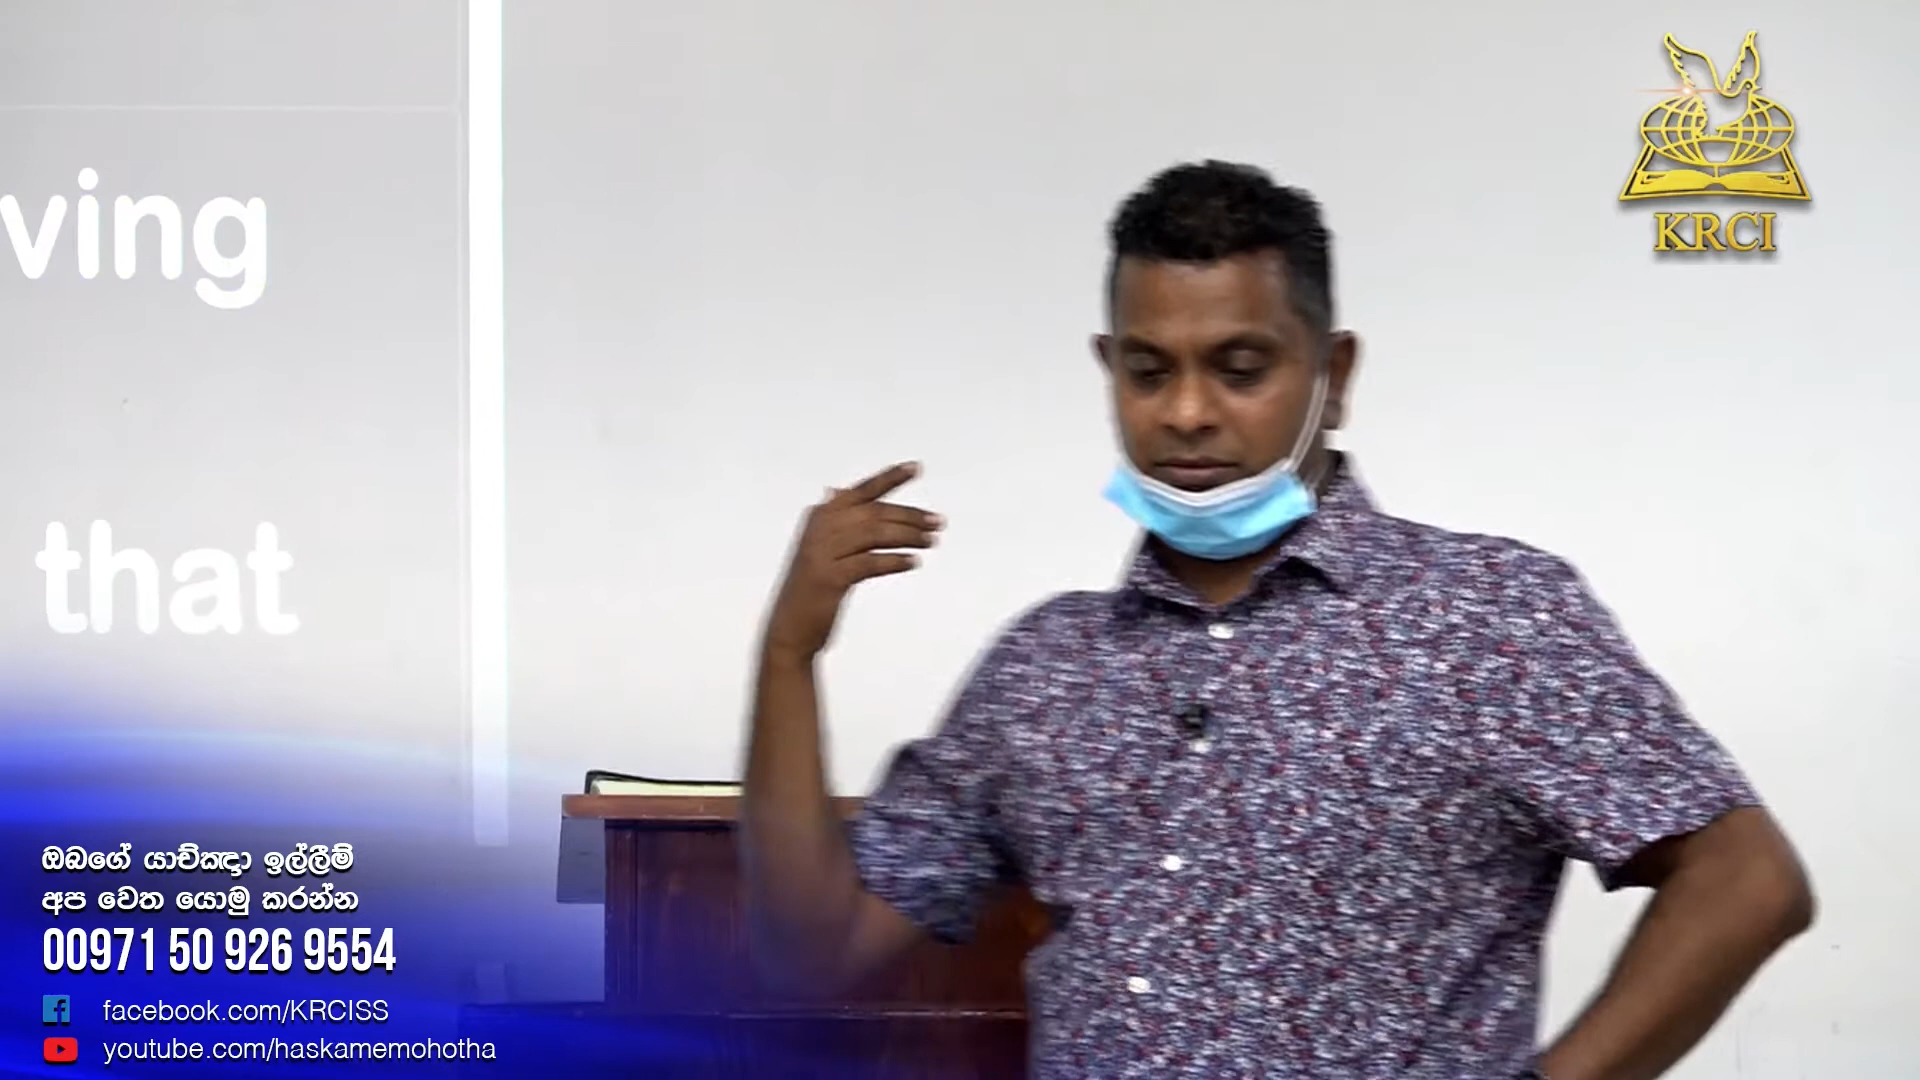 ving
that
KRCI
ඔබගේ යාච්ඤා ඉල්ලීම්
අප වෙත යොමු කරන්න
00971 50 926 9554
facebook.com/KRCISS
youtube.com/haskamemohotha